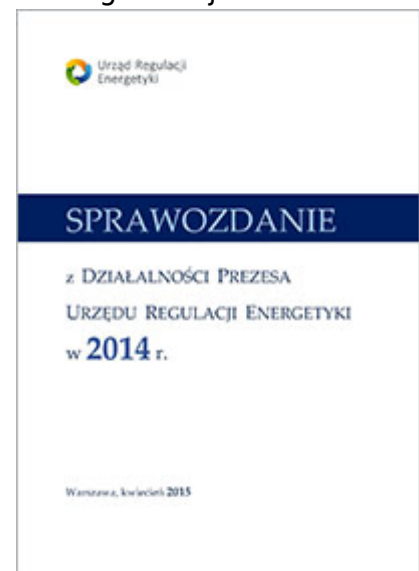 Urząd Regulacji
Energetyki
SPRAWOZDANIE
z Działalności Prezesa
Urzędu Regulacji Energetyki
w 2014 r.
Warszawa, kwiecień 2015